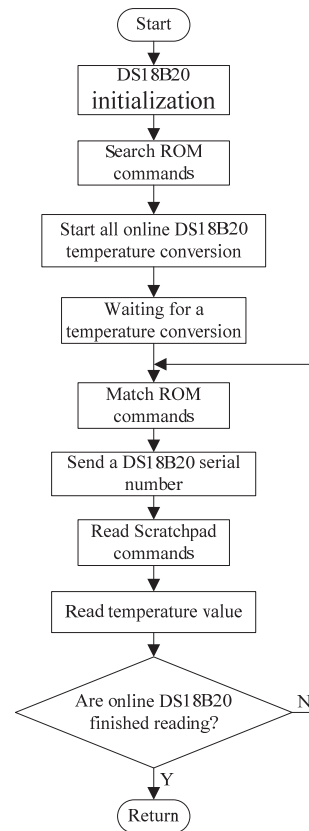 Start
DS18B20
initialization
Search ROM
commands
Start all online DS18B20
temperature conversion
Waiting for a
temperature conversion
Match ROM
commands
Send a DS18B20 serial
number
Read Scratchpad
commands
Read temperature value
Are online DS18B20
finished reading?
N
Y
Return